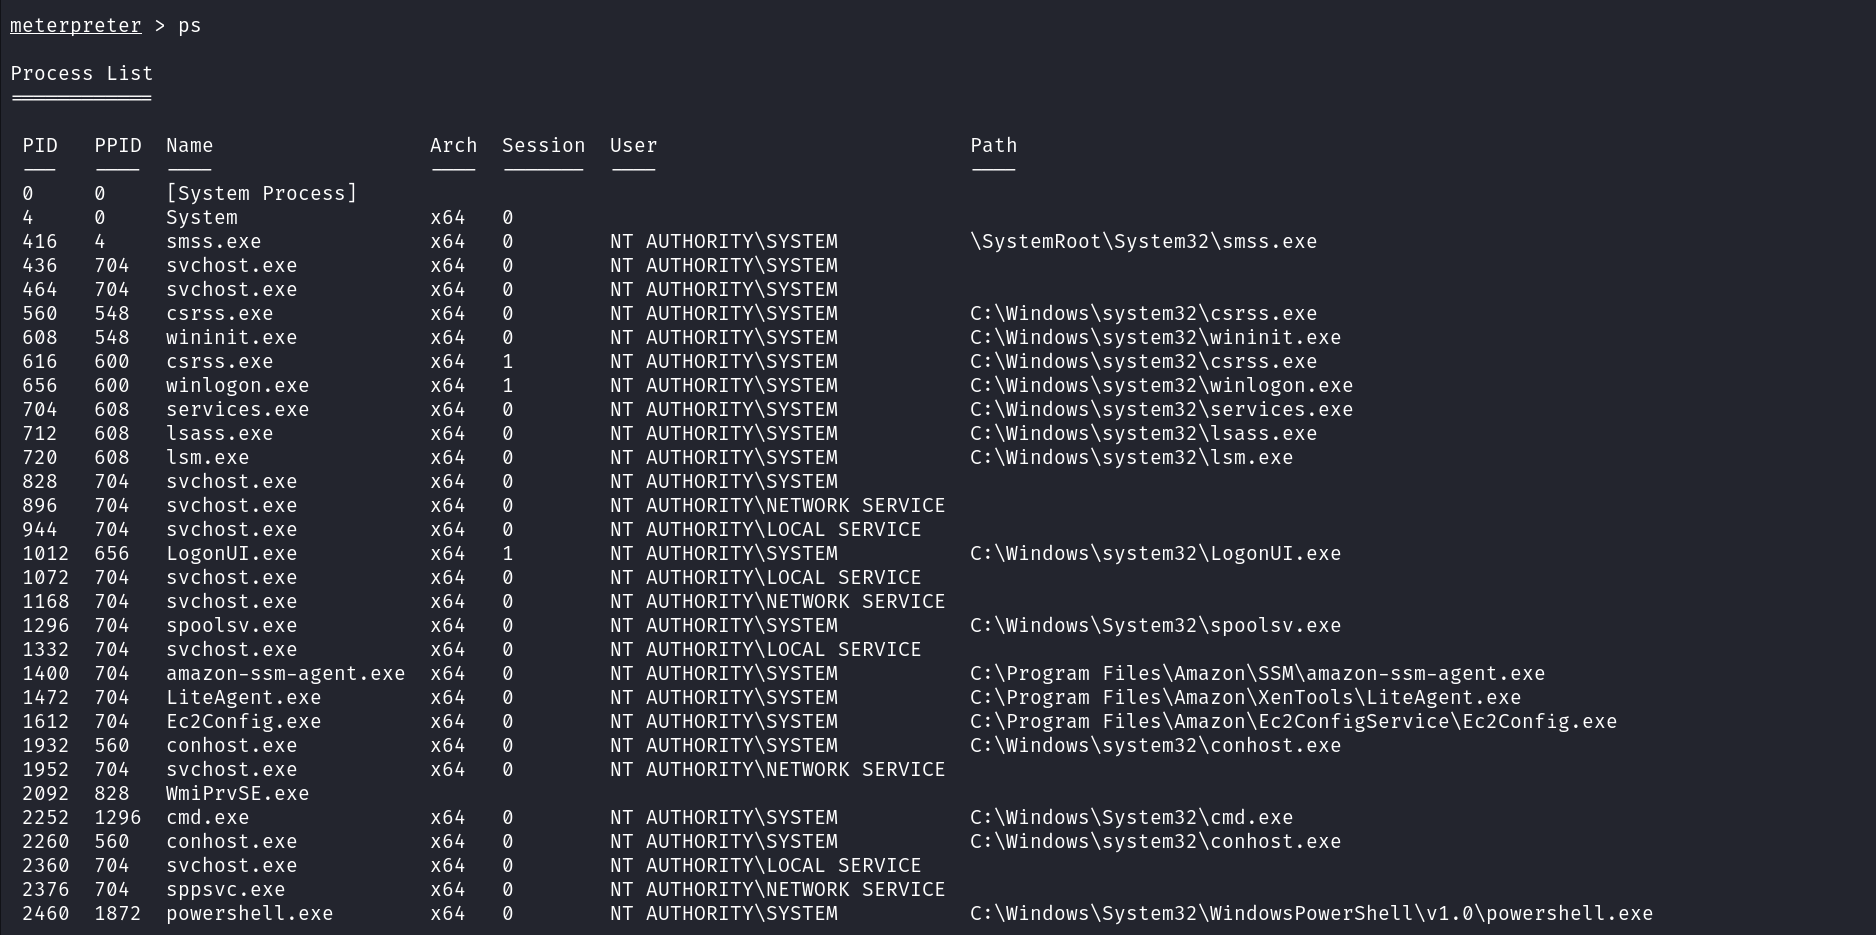 meterpreter > ps
Process List
============
PID   PPID  Name                  Arch  Session  User                          Path
---   ----  ----                  ----  -------  ----                          ----
0     0     [System Process]
4     0     System                x64   0
416   4     smss.exe              x64   0        NT AUTHORITY\SYSTEM           \SystemRoot\System32\smss.exe
436   704   svchost.exe           x64   0        NT AUTHORITY\SYSTEM
464   704   svchost.exe           x64   0        NT AUTHORITY\SYSTEM
560   548   csrss.exe             x64   0        NT AUTHORITY\SYSTEM           C:\Windows\system32\csrss.exe
608   548   wininit.exe           x64   0        NT AUTHORITY\SYSTEM           C:\Windows\system32\wininit.exe
616   600   csrss.exe             x64   1        NT AUTHORITY\SYSTEM           C:\Windows\system32\csrss.exe
656   600   winlogon.exe          x64   1        NT AUTHORITY\SYSTEM           C:\Windows\system32\winlogon.exe
704   608   services.exe          x64   0        NT AUTHORITY\SYSTEM           C:\Windows\system32\services.exe
712   608   lsass.exe             x64   0        NT AUTHORITY\SYSTEM           C:\Windows\system32\lsass.exe
720   608   lsm.exe               x64   0        NT AUTHORITY\SYSTEM           C:\Windows\system32\lsm.exe
828   704   svchost.exe           x64   0        NT AUTHORITY\SYSTEM
896   704   svchost.exe           x64   0        NT AUTHORITY\NETWORK SERVICE
944   704   svchost.exe           x64   0        NT AUTHORITY\LOCAL SERVICE
1012  656   LogonUI.exe           x64   1        NT AUTHORITY\SYSTEM           C:\Windows\system32\LogonUI.exe
1072  704   svchost.exe           x64   0        NT AUTHORITY\LOCAL SERVICE
1168  704   svchost.exe           x64   0        NT AUTHORITY\NETWORK SERVICE
1296  704   spoolsv.exe           x64   0        NT AUTHORITY\SYSTEM           C:\Windows\System32\spoolsv.exe
1332  704   svchost.exe           x64   0        NT AUTHORITY\LOCAL SERVICE
1400  704   amazon-ssm-agent.exe  x64   0        NT AUTHORITY\SYSTEM           C:\Program Files\Amazon\SSM\amazon-ssm-agent.exe
1472  704   LiteAgent.exe         x64   0        NT AUTHORITY\SYSTEM           C:\Program Files\Amazon\XenTools\LiteAgent.exe
1612  704   Ec2Config.exe         x64   0        NT AUTHORITY\SYSTEM           C:\Program Files\Amazon\Ec2ConfigService\Ec2Config.exe
1932  560   conhost.exe           x64   0        NT AUTHORITY\SYSTEM           C:\Windows\system32\conhost.exe
1952  704   svchost.exe           x64   0        NT AUTHORITY\NETWORK SERVICE
2092  828   WmiPrvSE.exe
2252  1296  cmd.exe               x64   0        NT AUTHORITY\SYSTEM           C:\Windows\System32\cmd.exe
2260  560   conhost.exe           x64   0        NT AUTHORITY\SYSTEM           C:\Windows\system32\conhost.exe
2360  704   svchost.exe           x64   0        NT AUTHORITY\LOCAL SERVICE
2376  704   sppsvc.exe            x64   0        NT AUTHORITY\NETWORK SERVICE
2460  1872  powershell.exe        x64   0        NT AUTHORITY\SYSTEM           C:\Windows\System32\WindowsPowerShell\v1.0\powershell.exe